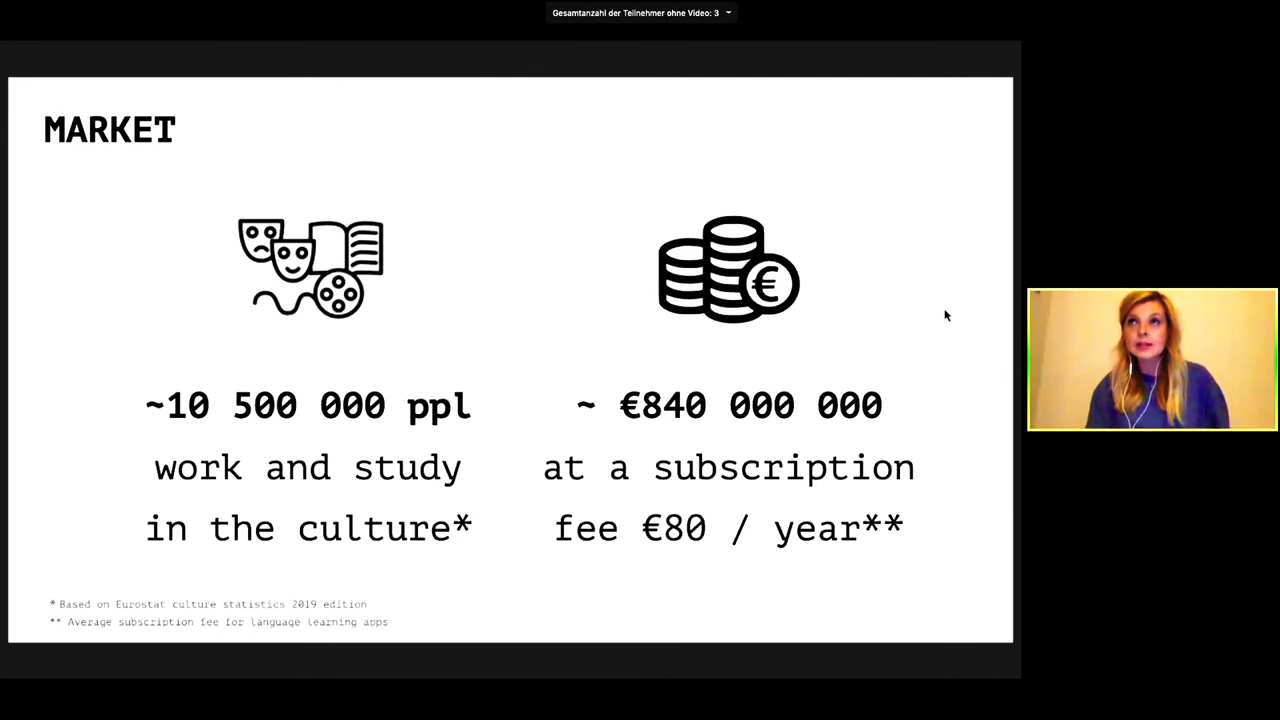 Gesamtanzahl der Teilnehmer ohne Video: 3
MARKET
~10 500 000 ppl
work and study
in the culture*
~ €840 000 000
at a subscription
fee €80 / year**
* Based on Eurostat culture statistics 2019 edition
** Average subscription fee for language learning apps